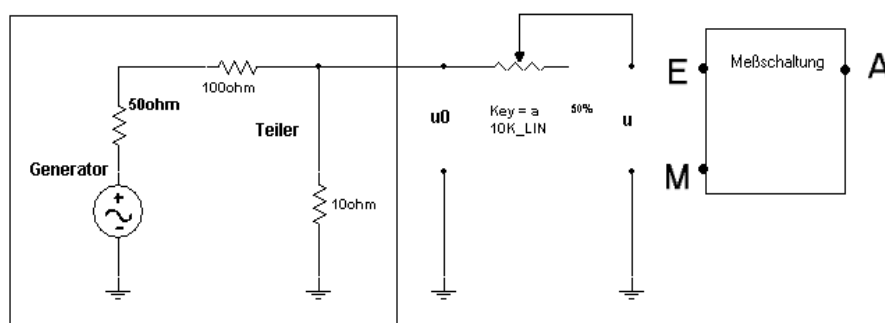 50ohm
100ohm
Teiler
Generator
+
-
10ohm
u0
Key = a
10K_LIN
50%
u
E
M
Meßschaltung
A